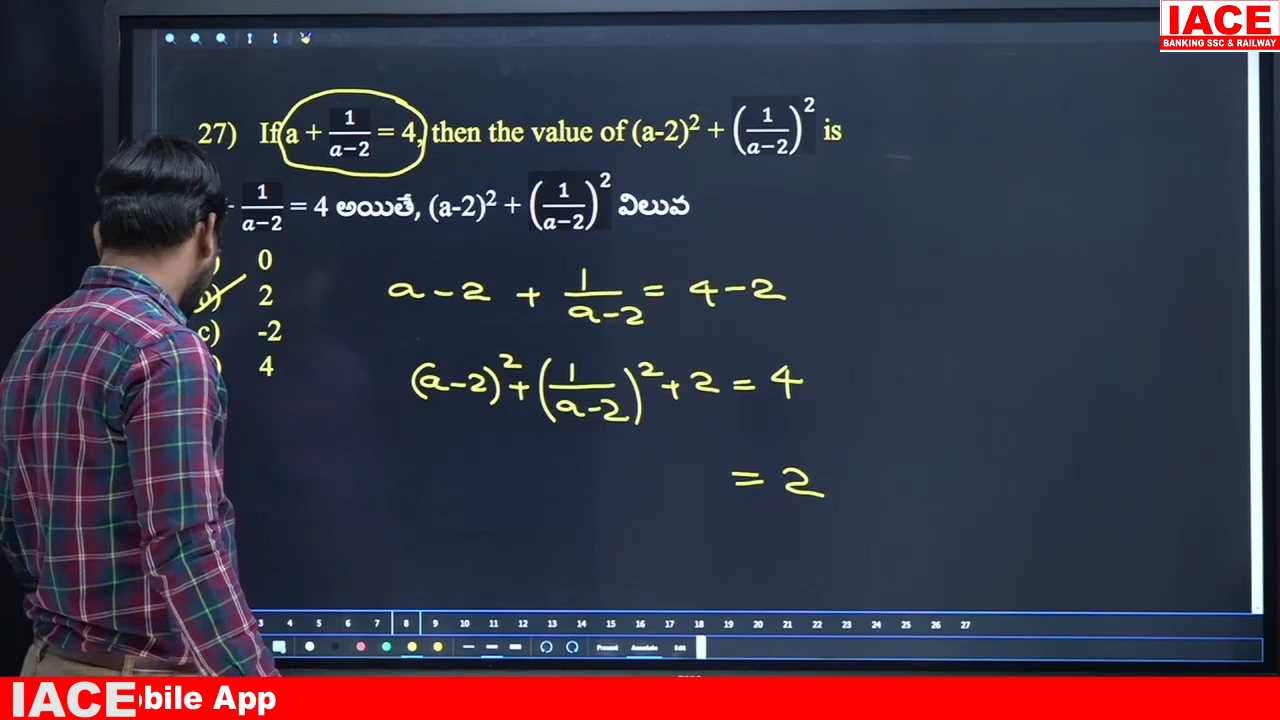 IACE
BANKING SSC & RAILWAY
27) If a + 1/(a−2) = 4, then the value of (a-2)² + (1/(a−2))² is
1/(a−2) = 4 అయితే, (a-2)² + (1/(a−2))² విలువ
) 0
b) 2
c) -2
) 4
a-2 + 1/(a-2) = 4-2
(a-2)² + (1/(a-2))² + 2 = 4
= 2
3 4 5 6 7 8 9 10 11 12 13 14 15 16 17 18 19 20 21 22 23 24 25 26 27
Present Annotate Edit
IACE bile App